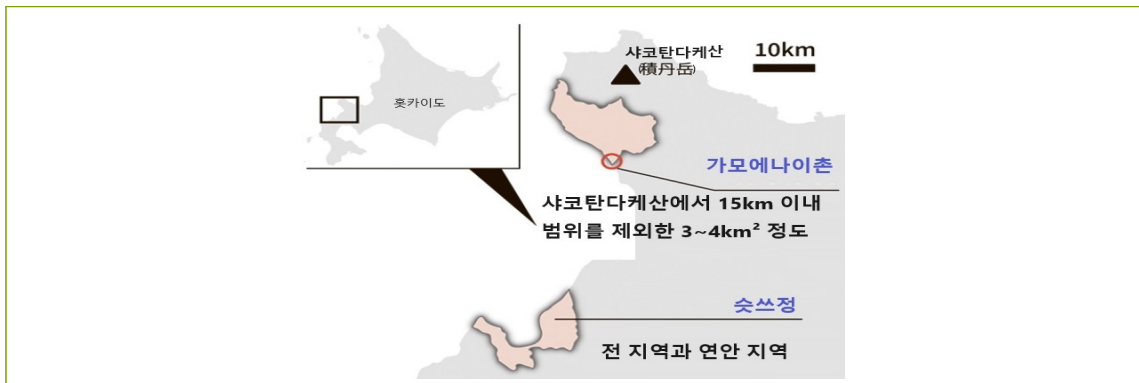 샤코탄다케산
(積丹岳)
10km
홋카이도
가모에나이촌
샤코탄다케산에서 15km 이내
범위를 제외한 3~4km² 정도
슷쓰정
전 지역과 연안 지역